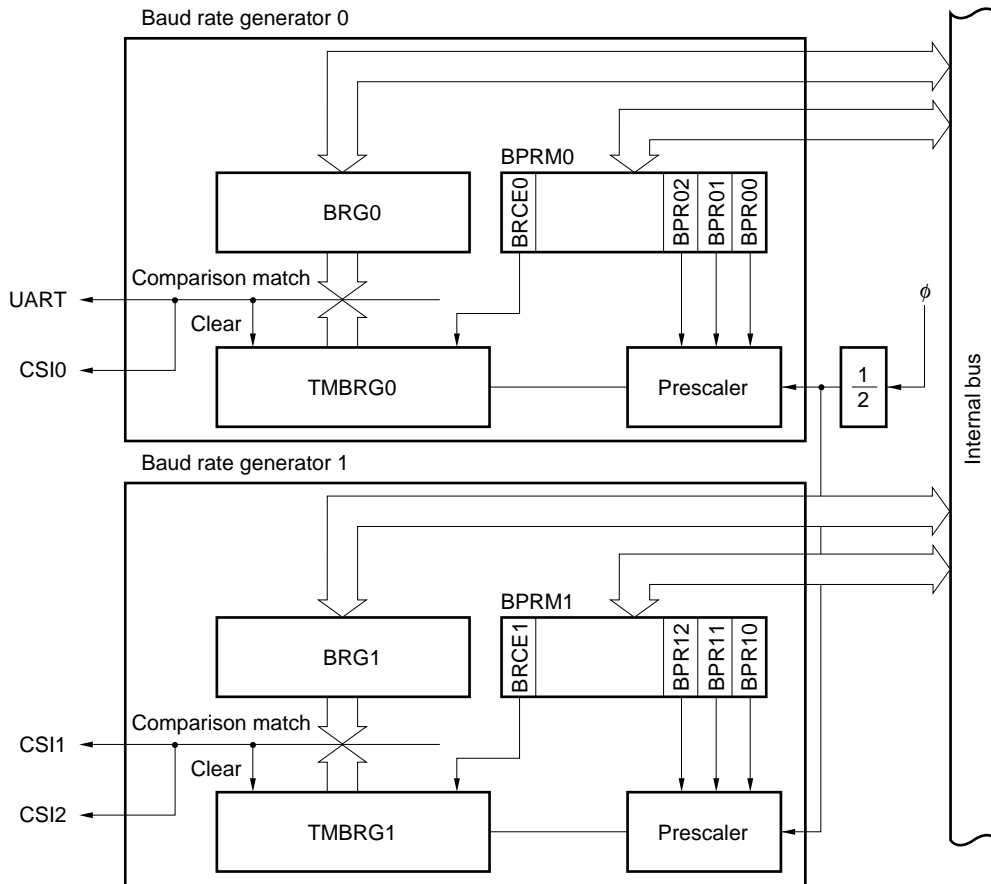 Baud rate generator 0
BPRM0
BRG0
BRCE0
BPR02
BPR01
BPR00
Comparison match
UART
Clear
CSI0
TMBRG0
Prescaler
1
2
ϕ
Internal bus
Baud rate generator 1
BPRM1
BRG1
BRCE1
BPR12
BPR11
BPR10
Comparison match
CSI1
Clear
CSI2
TMBRG1
Prescaler